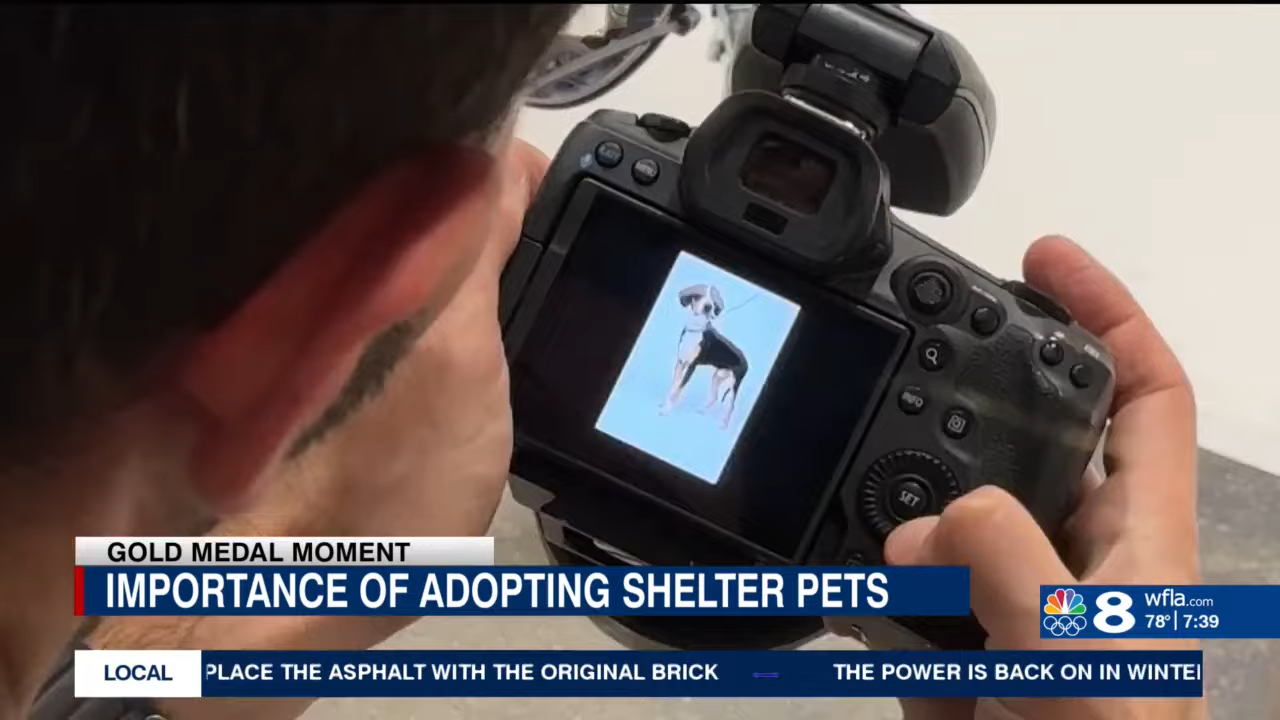 MENU
INFO
SET
GOLD MEDAL MOMENT
IMPORTANCE OF ADOPTING SHELTER PETS
8 wfla.com
78° 7:39
LOCAL PLACE THE ASPHALT WITH THE ORIGINAL BRICK THE POWER IS BACK ON IN WINTE